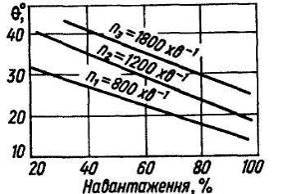 θ,°
40
30
20
10
n₃=1800 хв⁻¹
n₂=1200 хв⁻¹
n₁=800 хв⁻¹
20 40 60 80 100
Навантаження, %